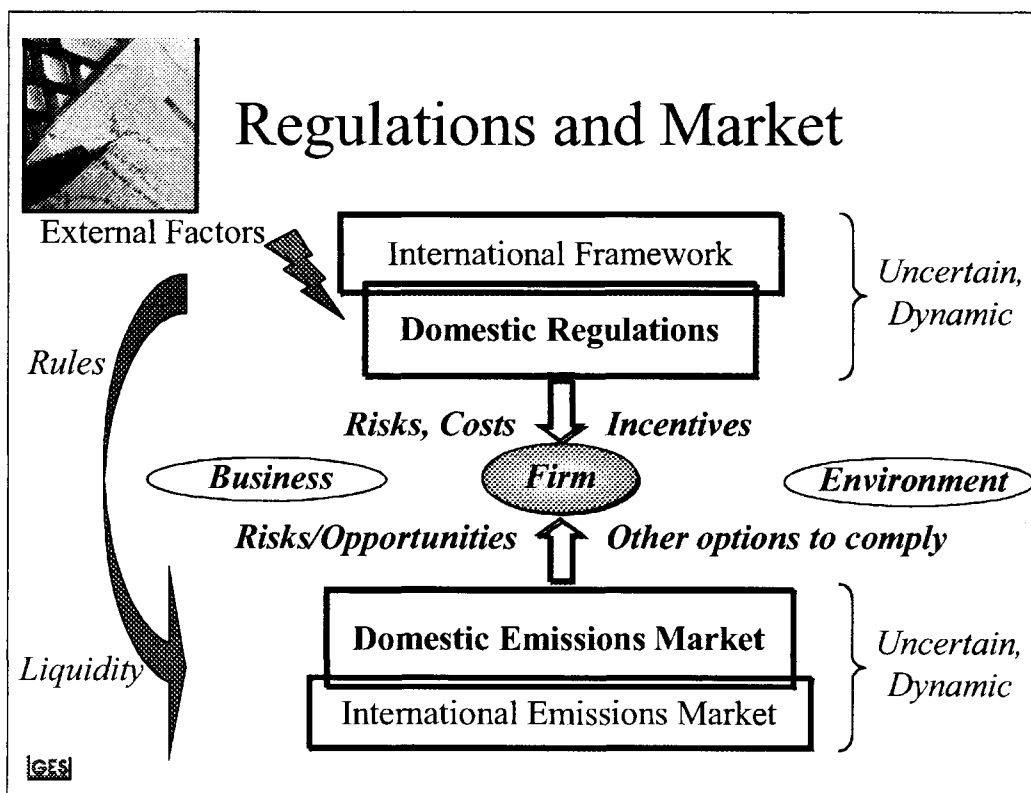 Regulations and Market
External Factors
International Framework
Uncertain,
Dynamic
Domestic Regulations
Rules
Risks, Costs
Incentives
Business
Firm
Environment
Risks/Opportunities
Other options to comply
Domestic Emissions Market
Uncertain,
Dynamic
Liquidity
International Emissions Market
IGES